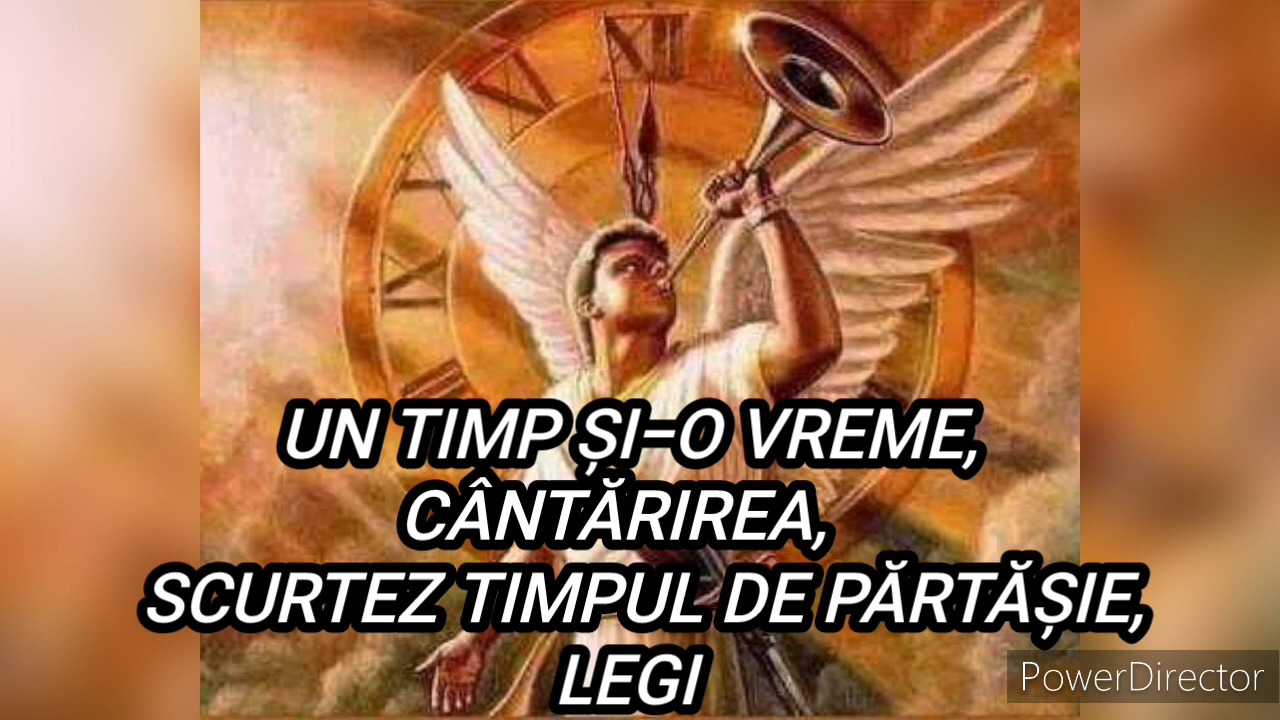 UN TIMP ȘI-O VREME,
CÂNTĂRIREA,
SCURTEZ TIMPUL DE PĂRTĂȘIE,
LEGI
PowerDirector